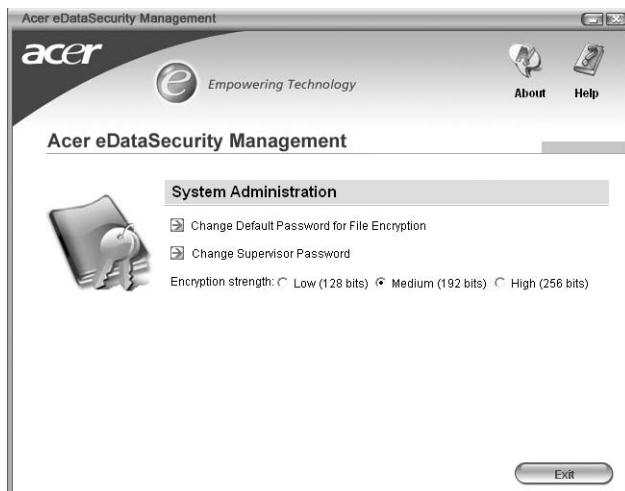 Acer eDataSecurity Management
acer
e Empowering Technology
About Help
Acer eDataSecurity Management
System Administration
Change Default Password for File Encryption
Change Supervisor Password
Encryption strength: Low (128 bits) Medium (192 bits) High (256 bits)
Exit